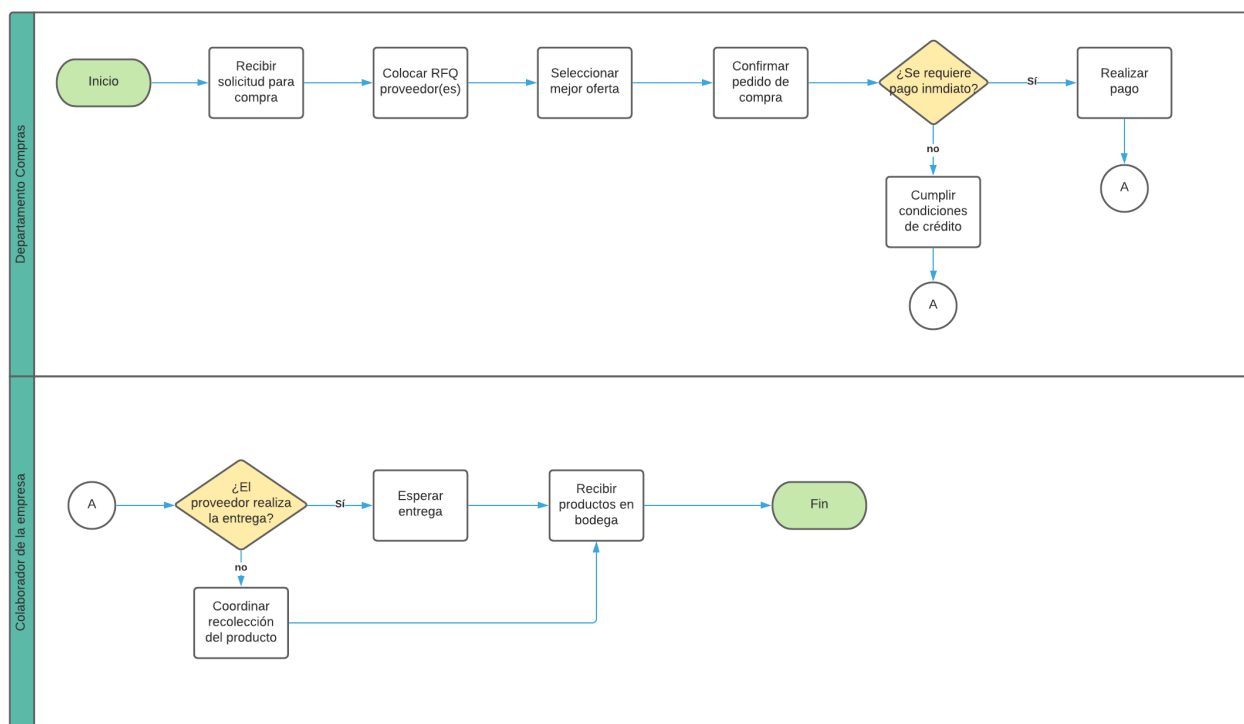 Departamento Compras
Inicio
Recibir
solicitud para
compra
Colocar RFQ
proveedor(es)
Seleccionar
mejor oferta
Confirmar
pedido de
compra
¿Se requiere
pago inmdiato?
Sí
Realizar
pago
A
no
Cumplir
condiciones
de crédito
A
Colaborador de la empresa
A
¿El
proveedor realiza
la entrega?
Sí
Esperar
entrega
Recibir
productos en
bodega
Fin
no
Coordinar
recolección
del producto